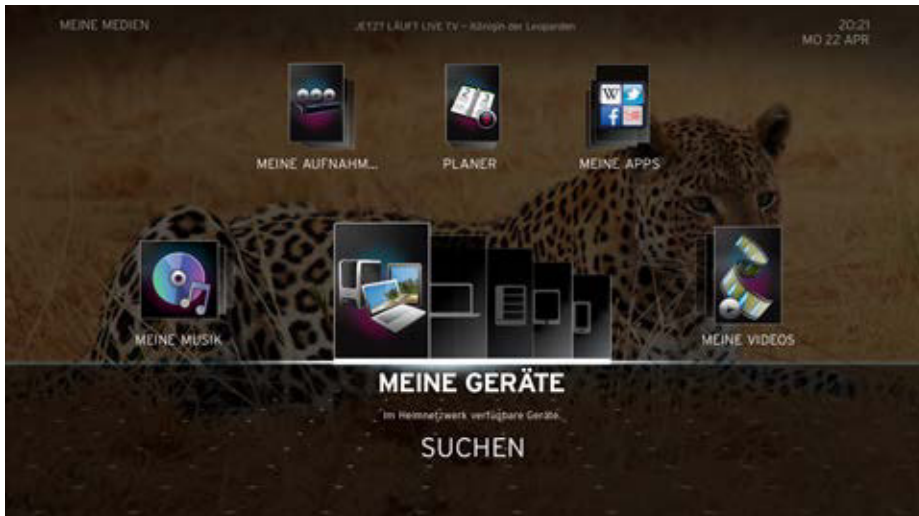 MEINE MEDIEN
JETZT LÄUFT LIVE TV - Königin der Leoparden
20:21
MO 22 APR
MEINE AUFNAHM...
PLANER
MEINE APPS
MEINE MUSIK
MEINE VIDEOS
MEINE GERÄTE
Im Heimnetzwerk verfügbare Geräte.
SUCHEN